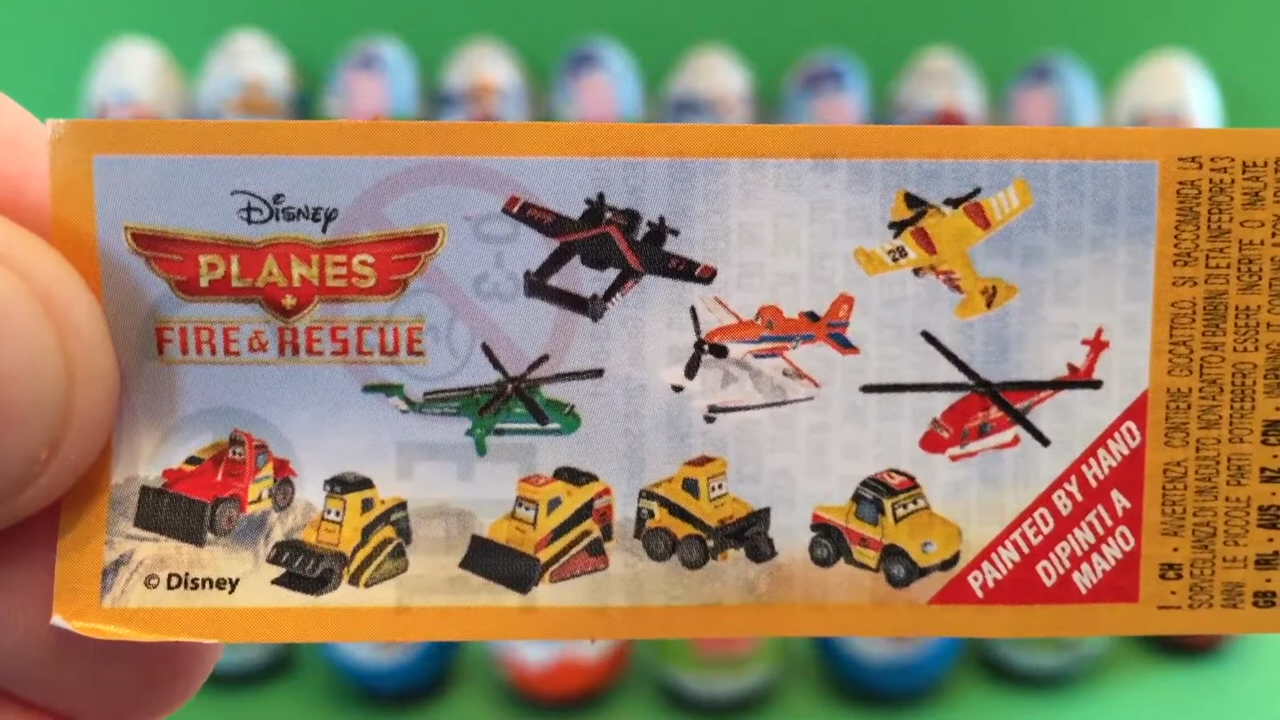 Disney
PLANES
FIRE & RESCUE
28
© Disney
PAINTED BY HAND
DIPINTI A
MANO
I • CH • AVVERTENZA. CONTIENE GIOCATTOLO. SI RACCOMANDA LA
SORVEGLIANZA DI UN ADULTO. NON ADATTO AI BAMBINI DI ETÀ INFERIORE A 3
ANNI. LE PICCOLE PARTI POTREBBERO ESSERE INGERITE O INALATE.
GB • IRL • AUS • NZ • CDN •